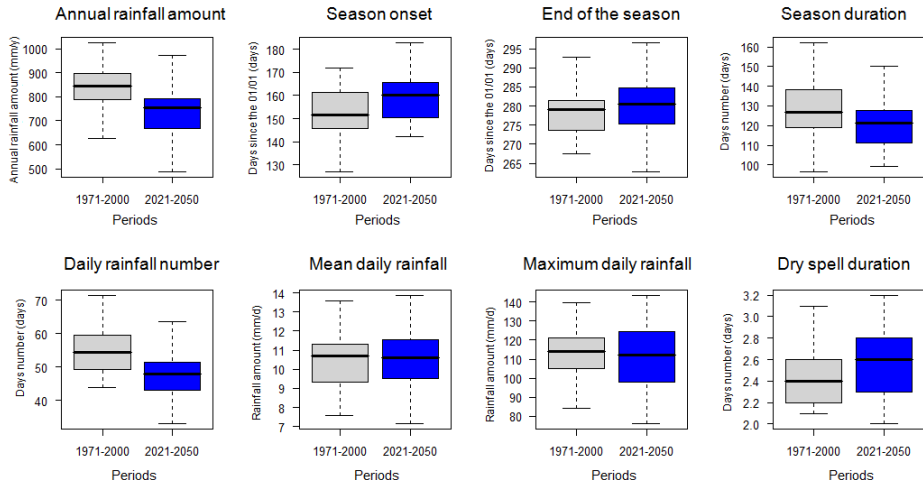 Annual rainfall amount
Annual rainfall amount (mm/y)
1000
900
800
700
600
500
1971-2000 2021-2050
Periods
Season onset
Days since the 01/01 (days)
180
170
160
150
140
130
1971-2000 2021-2050
Periods
End of the season
Days since the 01/01 (days)
295
290
285
280
275
270
265
1971-2000 2021-2050
Periods
Season duration
Days number (days)
160
150
140
130
120
110
100
1971-2000 2021-2050
Periods
Daily rainfall number
Days number (days)
70
60
50
40
1971-2000 2021-2050
Periods
Mean daily rainfall
Rainfall amount (mm/d)
14
13
12
11
10
9
8
7
1971-2000 2021-2050
Periods
Maximum daily rainfall
Rainfall amount (mm/d)
140
130
120
110
100
90
80
1971-2000 2021-2050
Periods
Dry spell duration
Days number (days)
3.2
3.0
2.8
2.6
2.4
2.2
2.0
1971-2000 2021-2050
Periods